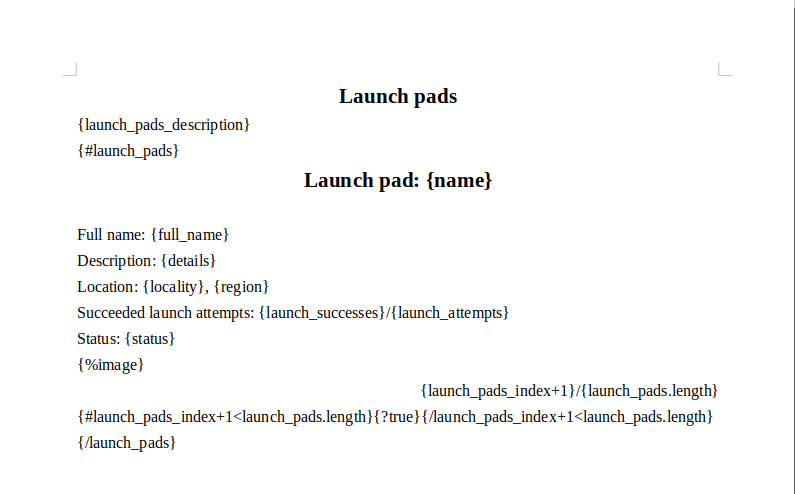 Launch pads
{launch_pads_description}
{#launch_pads}
Launch pad: {name}
Full name: {full_name}
Description: {details}
Location: {locality}, {region}
Succeeded launch attempts: {launch_successes}/{launch_attempts}
Status: {status}
{%image}
{launch_pads_index+1}/{launch_pads.length}
{#launch_pads_index+1<launch_pads.length}{?true}{/launch_pads_index+1<launch_pads.length}
{/launch_pads}